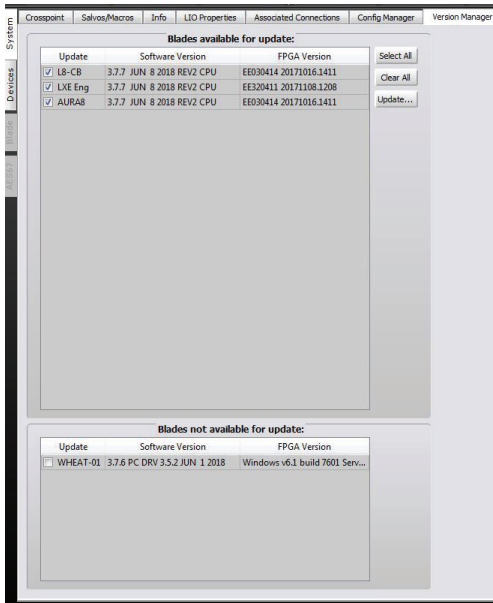 Crosspoint Salvos/Macros Info LIO Properties Associated Connections Config Manager Version Manager
System
Devices
Blade
AES67
Blades available for update:
Update Software Version FPGA Version
L8-CB 3.7.7 JUN 8 2018 REV2 CPU EE030414 20171016.1411
LXE Eng 3.7.7 JUN 8 2018 REV2 CPU EE320411 20171108.1208
AURA8 3.7.7 JUN 8 2018 REV2 CPU EE030414 20171016.1411
Select All
Clear All
Update...
Blades not available for update:
Update Software Version FPGA Version
WHEAT-01 3.7.6 PC DRV 3.5.2 JUN 1 2018 Windows v6.1 build 7601 Serv...